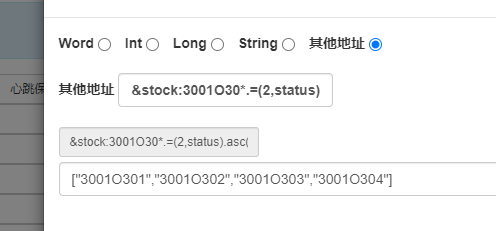 Word Int Long String 其他地址
心跳保
其他地址 &stock:3001O30*.=(2,status)
&stock:3001O30*.=(2,status).asc(
["3001O301","3001O302","3001O303","3001O304"]